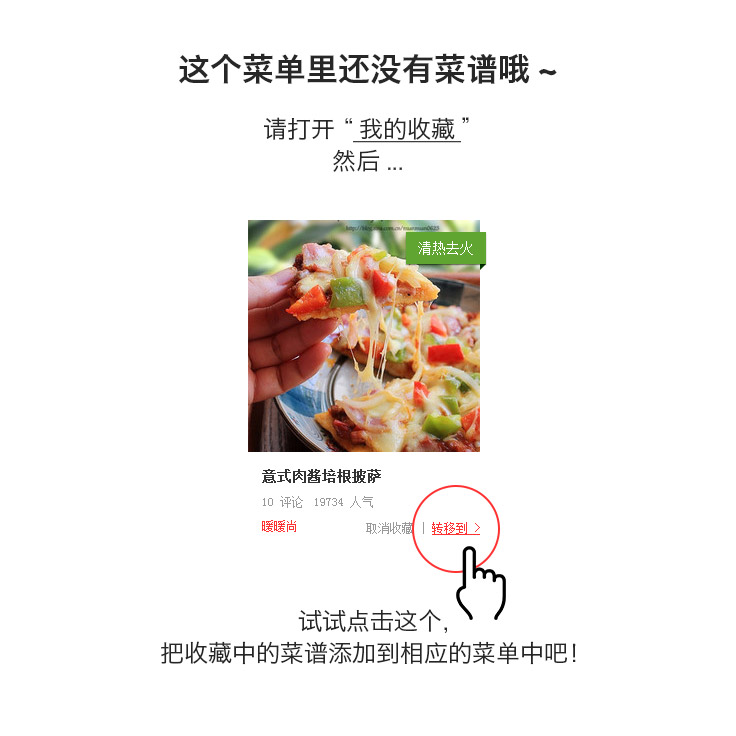 这个菜单里还没有菜谱哦 ~
请打开 “ 我的收藏 ”
然后 ...
清热去火
意式肉酱培根披萨
10 评论 19734 人气
暖暖尚
取消收藏 | 转移到 >
试试点击这个,
把收藏中的菜谱添加到相应的菜单中吧!